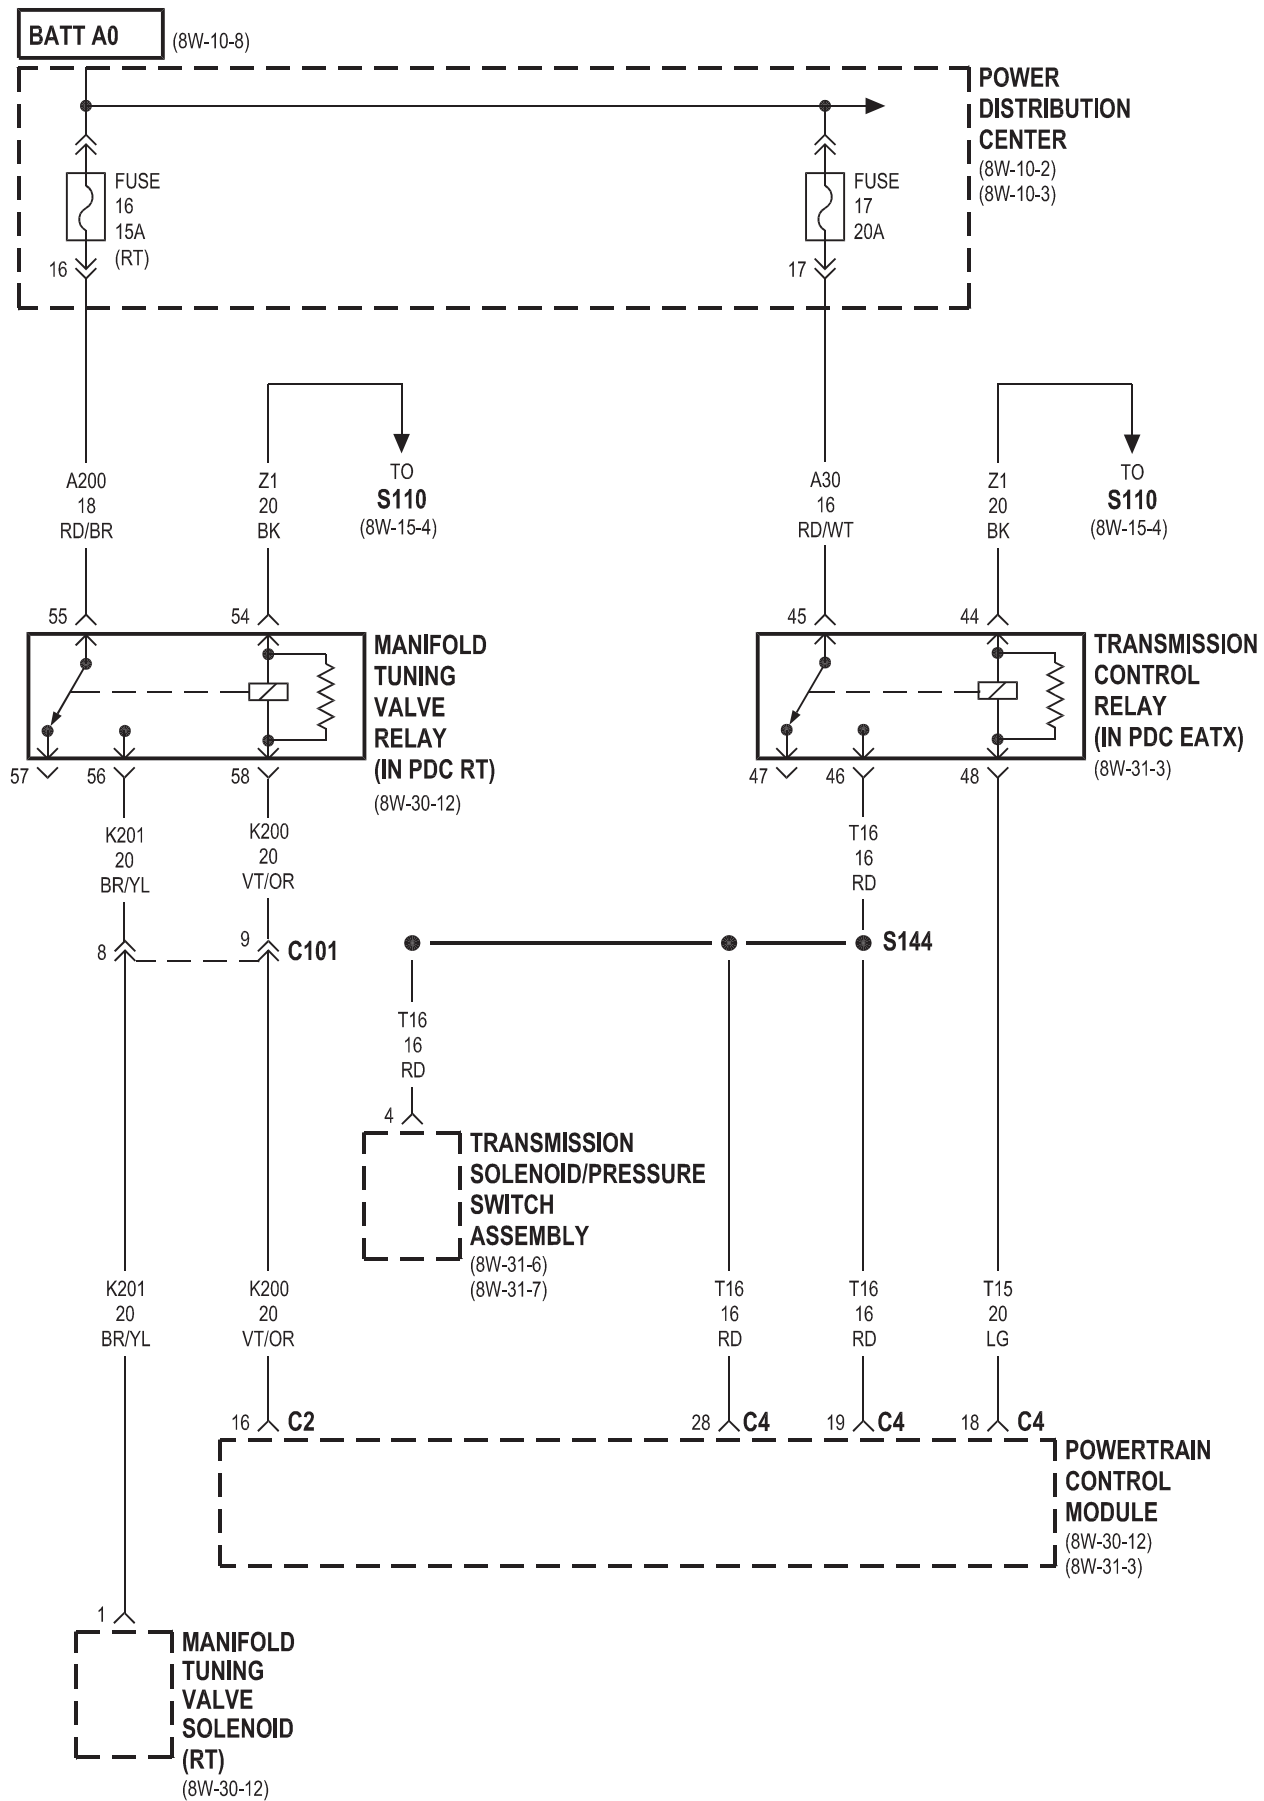 BATT A0
(8W-10-8)
POWER
DISTRIBUTION
CENTER
(8W-10-2)
(8W-10-3)
FUSE
16
15A
(RT)
16
FUSE
17
20A
17
A200
18
RD/BR
Z1
20
BK
TO
S110
(8W-15-4)
A30
16
RD/WT
Z1
20
BK
TO
S110
(8W-15-4)
55
54
45
44
MANIFOLD
TUNING
VALVE
RELAY
(IN PDC RT)
(8W-30-12)
TRANSMISSION
CONTROL
RELAY
(IN PDC EATX)
(8W-31-3)
57
56
58
47
46
48
K201
20
BR/YL
K200
20
VT/OR
T16
16
RD
8
9
C101
S144
T16
16
RD
4
TRANSMISSION
SOLENOID/PRESSURE
SWITCH
ASSEMBLY
(8W-31-6)
(8W-31-7)
K201
20
BR/YL
K200
20
VT/OR
T16
16
RD
T16
16
RD
T15
20
LG
16
C2
28
C4
19
C4
18
C4
POWERTRAIN
CONTROL
MODULE
(8W-30-12)
(8W-31-3)
1
MANIFOLD
TUNING
VALVE
SOLENOID
(RT)
(8W-30-12)